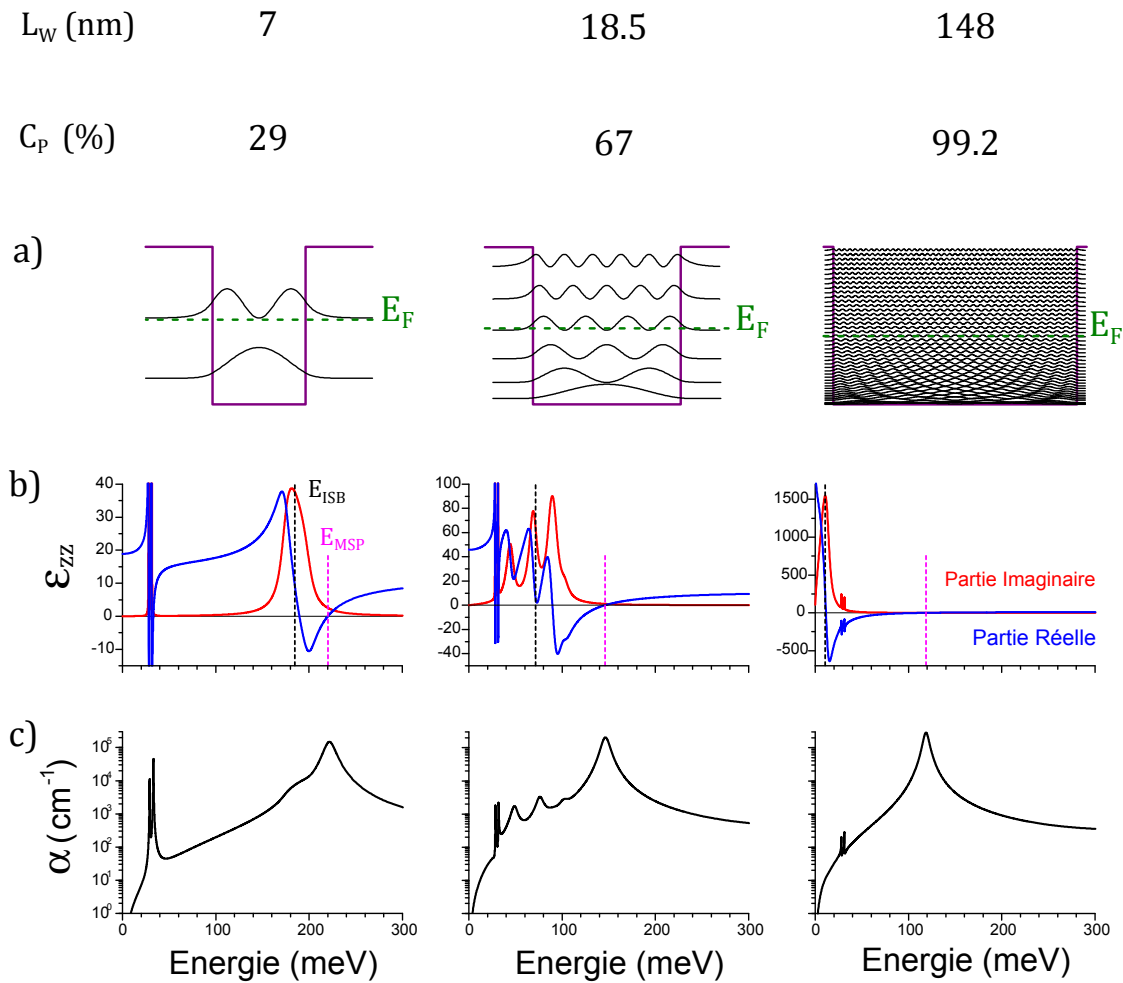 L_W (nm) 7 18.5 148
C_P (%) 29 67 99.2
a)
E_F E_F E_F
b)
40 100 1500
30 80 1000
20 60 500
10 40 0
0 20 -500
-10 0
-20
-40
ε_zz
E_ISB
E_MSP
Partie Imaginaire
Partie Réelle
c)
10^5
10^4
10^3
10^2
10^1
10^0
α (cm^-1)
0 100 200 300 0 100 200 300 0 100 200 300
Energie (meV) Energie (meV) Energie (meV)